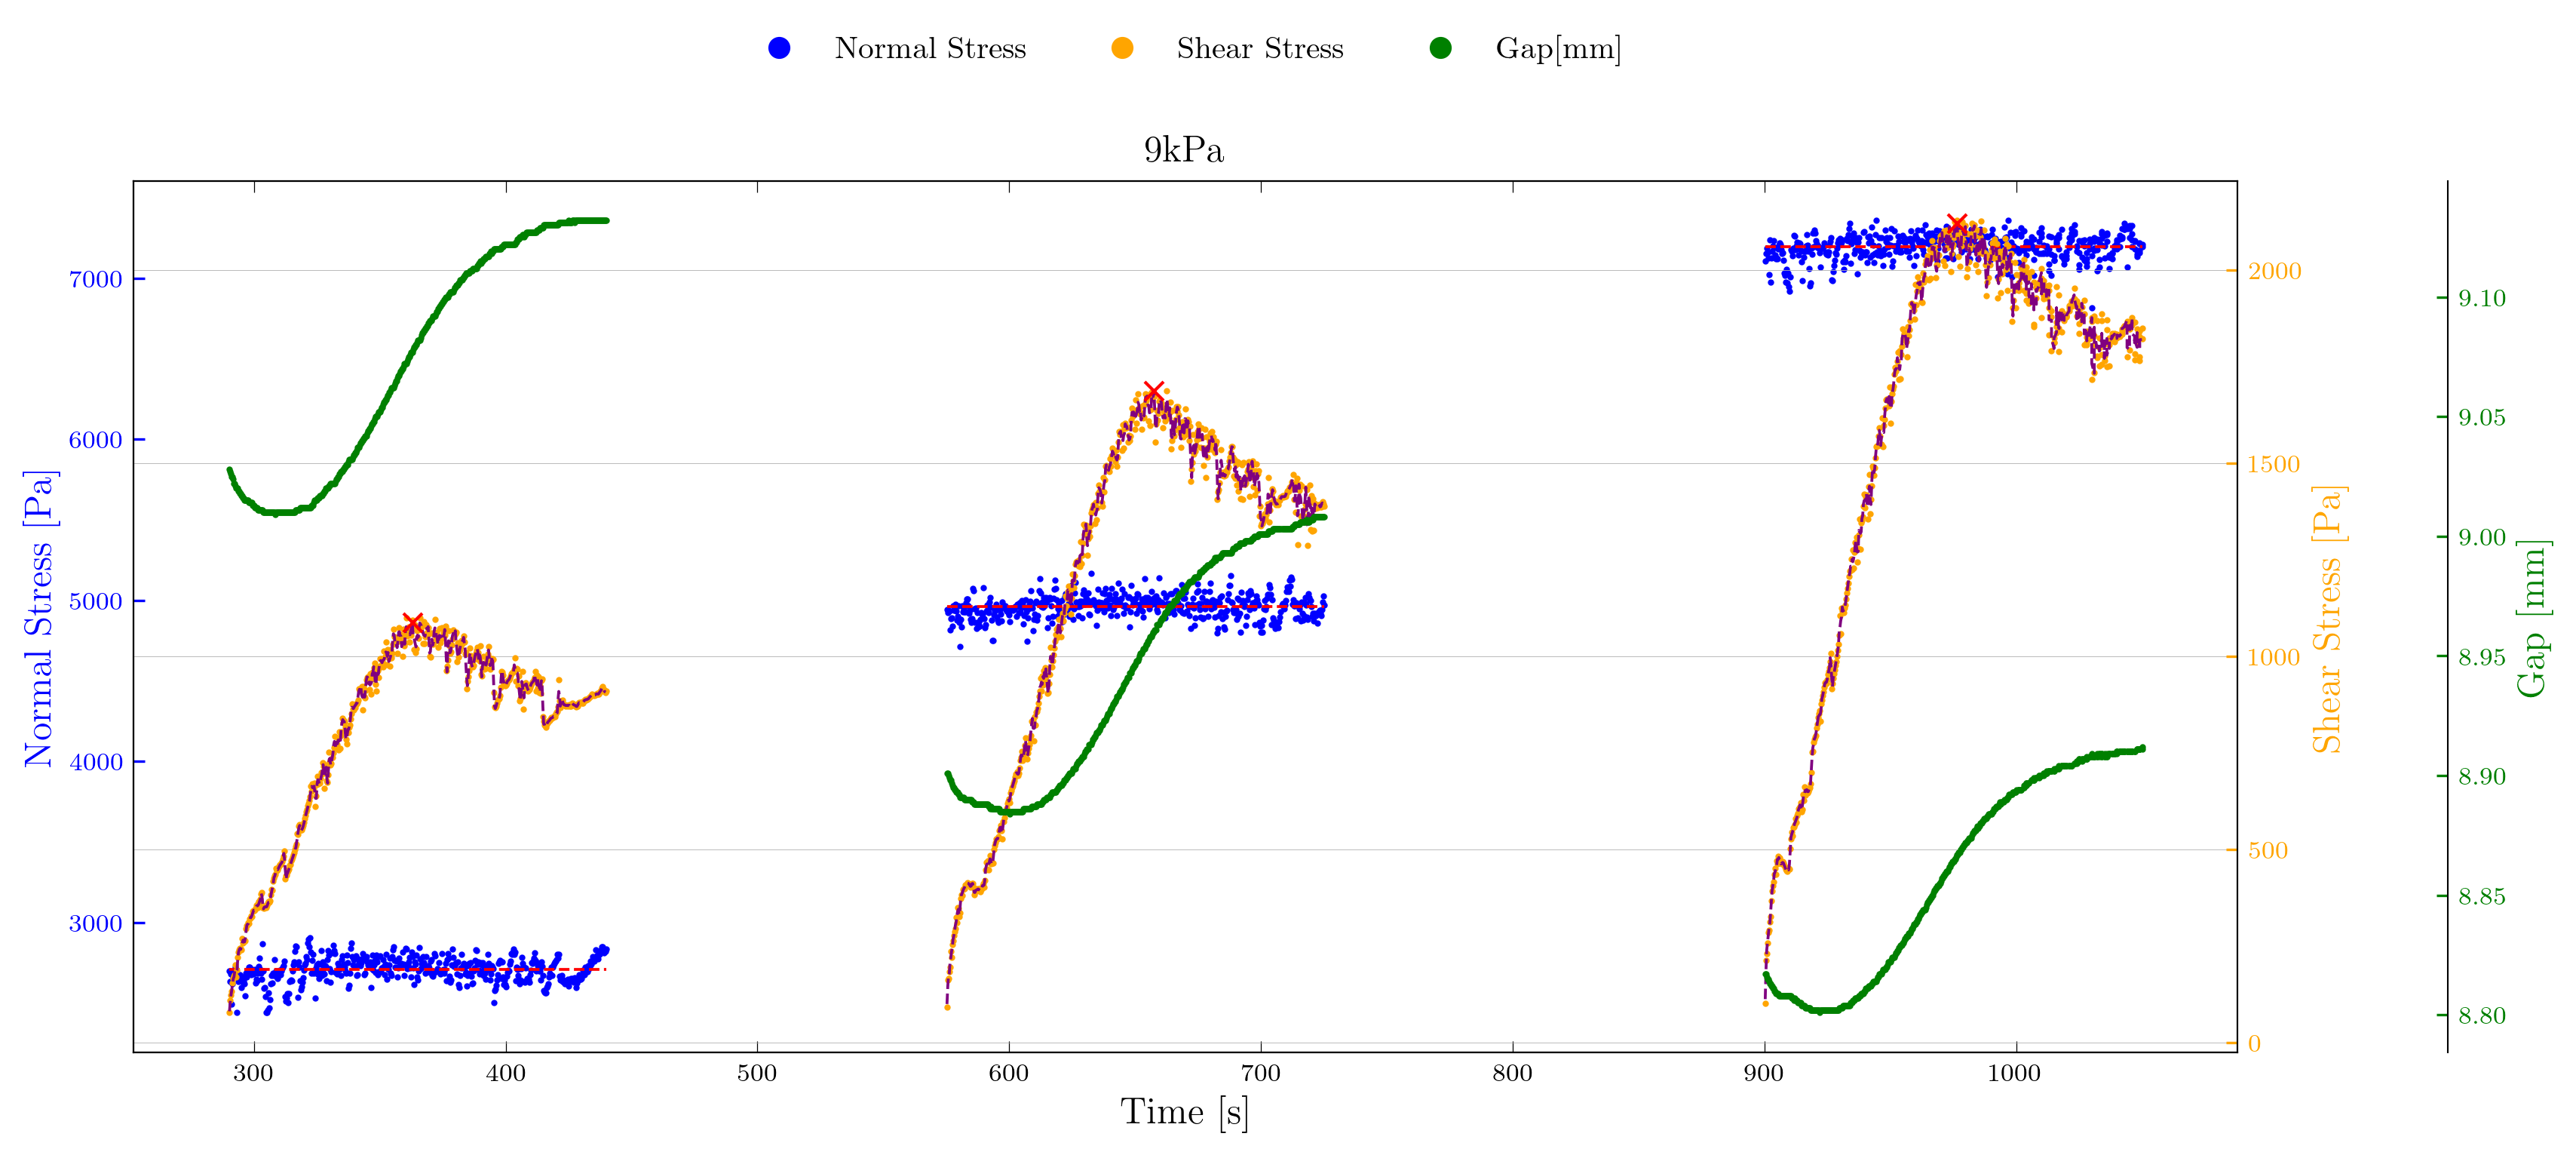 Normal Stress Shear Stress Gap[mm]
9kPa
7000
6000
5000
4000
3000
Normal Stress [Pa]
2000
1500
1000
500
0
Shear Stress [Pa]
9.10
9.05
9.00
8.95
8.90
8.85
8.80
Gap [mm]
300 400 500 600 700 800 900 1000
Time [s]